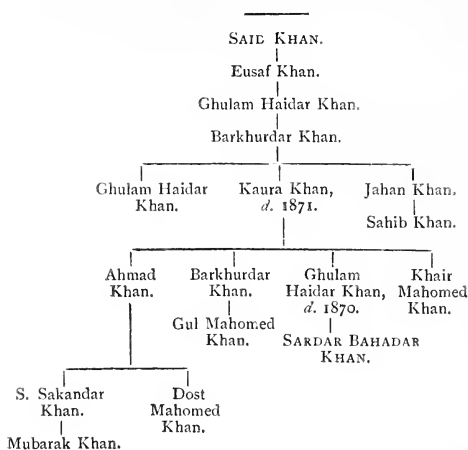 SAID KHAN.
Eusaf Khan.
Ghulam Haidar Khan.
Barkhurdar Khan.
Ghulam Haidar
Khan.
Kaura Khan,
d. 1871.
Jahan Khan.
Sahib Khan.
Ahmad
Khan.
Barkhurdar
Khan.
Gul Mahomed
Khan.
Ghulam
Haidar Khan,
d. 1870.
SARDAR BAHADAR
KHAN.
Khair
Mahomed
Khan.
S. Sakandar
Khan.
Mubarak Khan.
Dost
Mahomed
Khan.